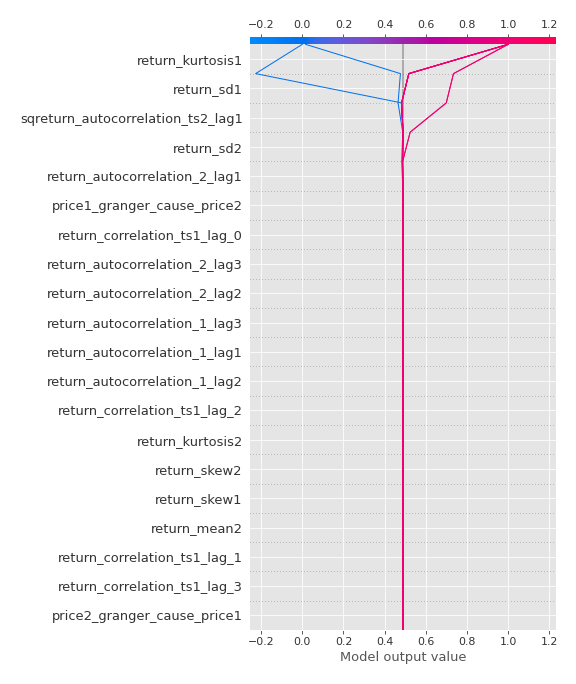 −0.2 0.0 0.2 0.4 0.6 0.8 1.0 1.2
return_kurtosis1
return_sd1
sqreturn_autocorrelation_ts2_lag1
return_sd2
return_autocorrelation_2_lag1
price1_granger_cause_price2
return_correlation_ts1_lag_0
return_autocorrelation_2_lag3
return_autocorrelation_2_lag2
return_autocorrelation_1_lag3
return_autocorrelation_1_lag1
return_autocorrelation_1_lag2
return_correlation_ts1_lag_2
return_kurtosis2
return_skew2
return_skew1
return_mean2
return_correlation_ts1_lag_1
return_correlation_ts1_lag_3
price2_granger_cause_price1
−0.2 0.0 0.2 0.4 0.6 0.8 1.0 1.2
Model output value